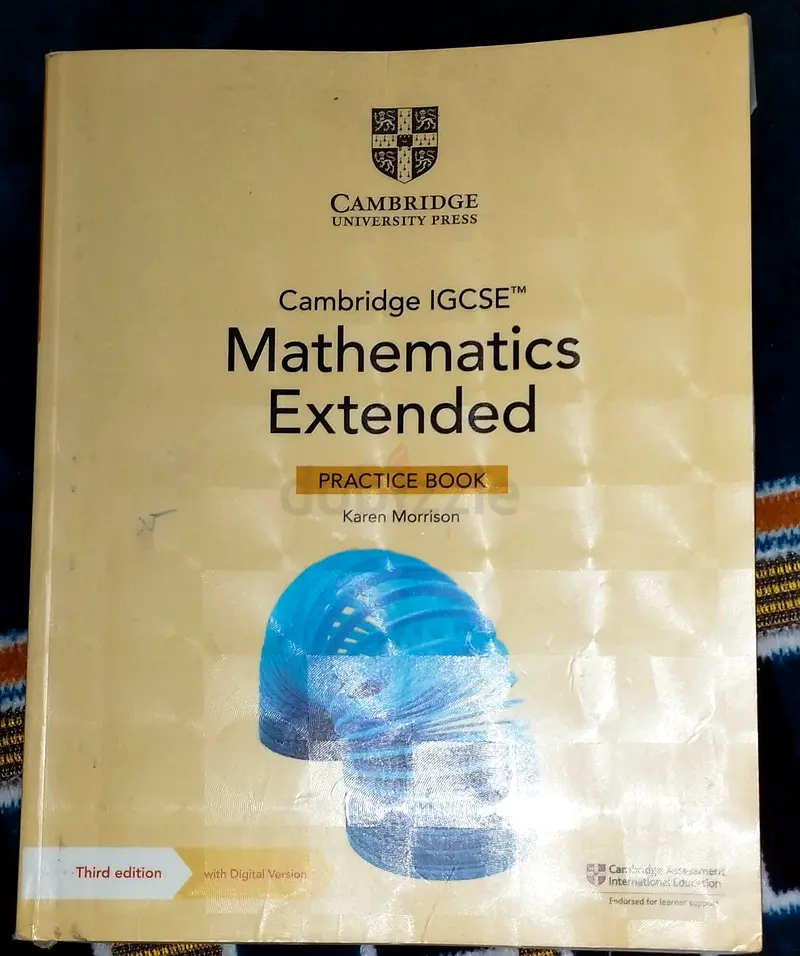 CAMBRIDGE
UNIVERSITY PRESS
Cambridge IGCSE™
Mathematics
Extended
PRACTICE BOOK
dubizzle
Karen Morrison
Third edition
with Digital Version
Cambridge Assessment
International Education
Endorsed for learner support